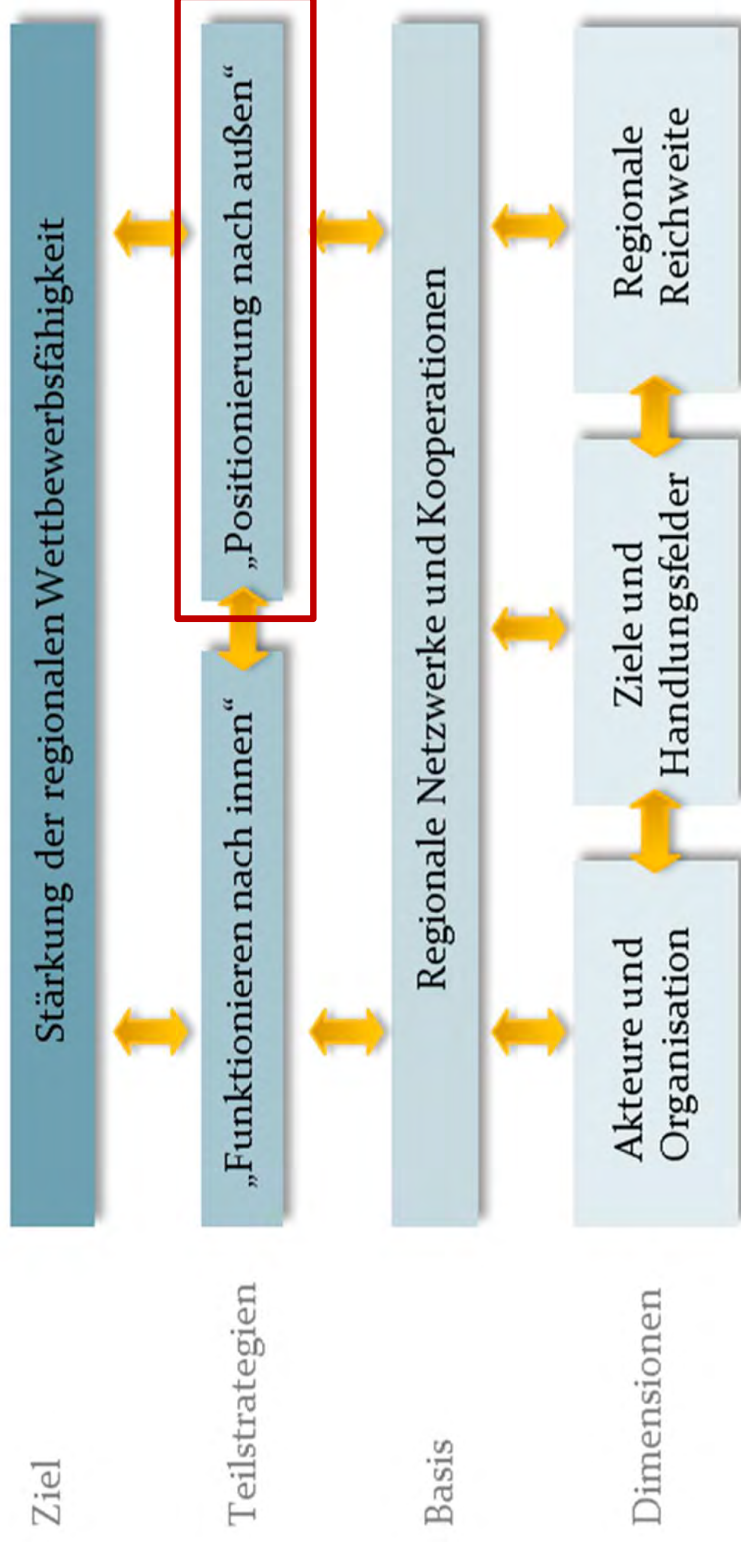 Ziel
Stärkung der regionalen Wettbewerbsfähigkeit
Teilstrategien
„Funktionieren nach innen“
„Positionierung nach außen“
Basis
Regionale Netzwerke und Kooperationen
Dimensionen
Akteure und
Organisation
Ziele und
Handlungsfelder
Regionale
Reichweite